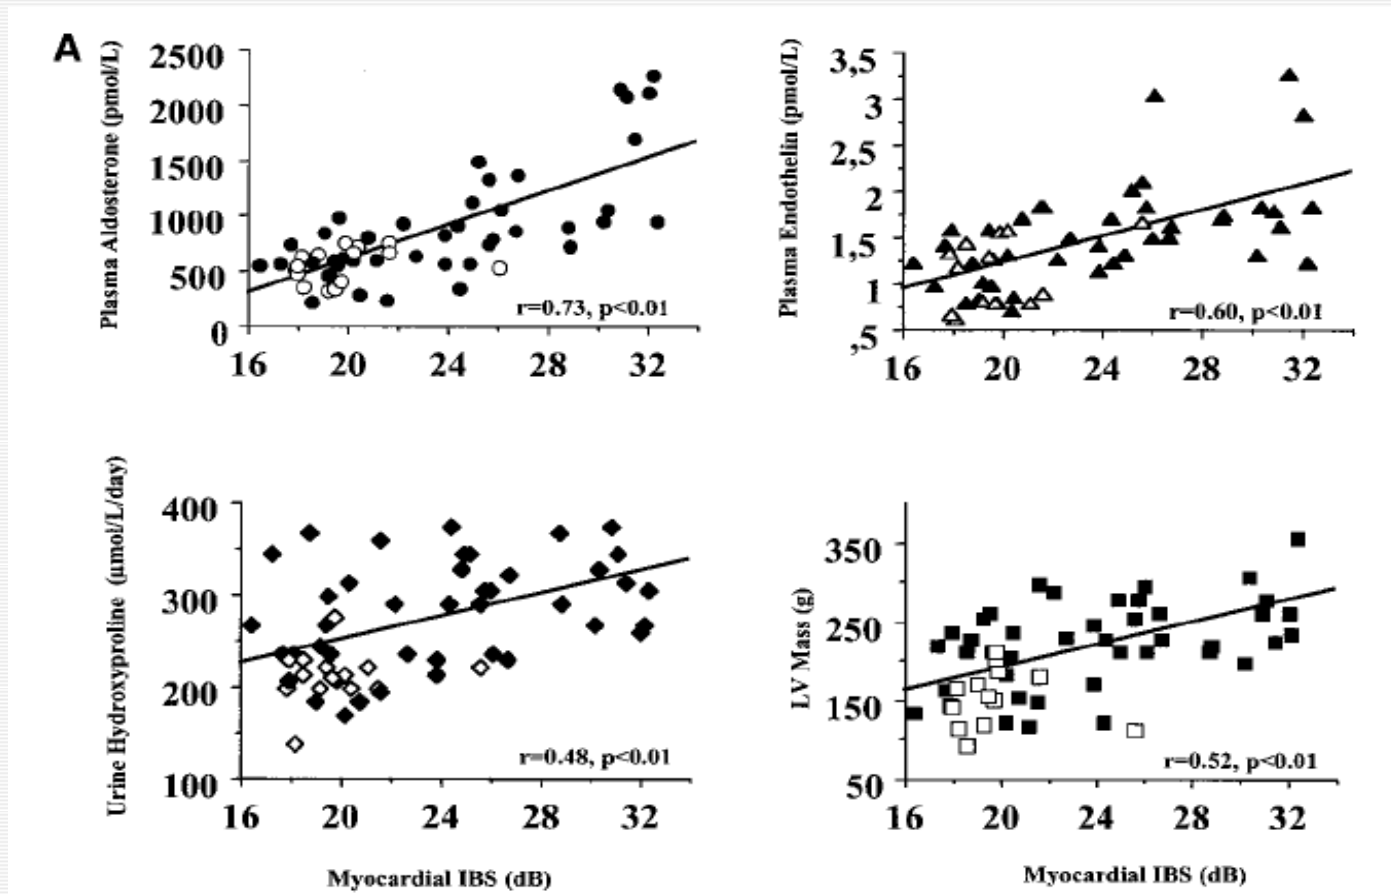 A
Plasma Aldosterone (pmol/L)
2500
2000
1500
1000
500
0
r=0.73, p<0.01
16 20 24 28 32
Plasma Endothelin (pmol/L)
3,5
3
2,5
2
1,5
1
,5
r=0.60, p<0.01
16 20 24 28 32
Urine Hydroxyproline (µmol/L/day)
400
300
200
100
r=0.48, p<0.01
16 20 24 28 32
Myocardial IBS (dB)
LV Mass (g)
350
250
150
50
r=0.52, p<0.01
16 20 24 28 32
Myocardial IBS (dB)